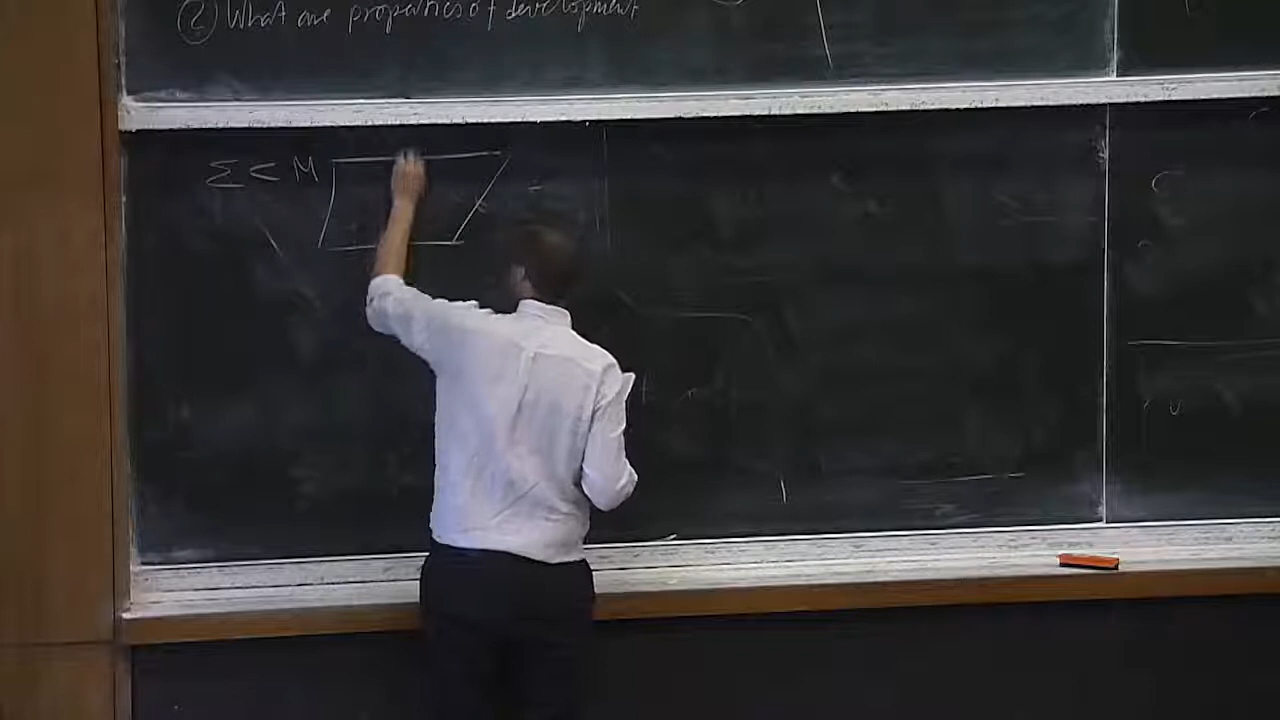 ② What are properties of development
Σ ⊂ M